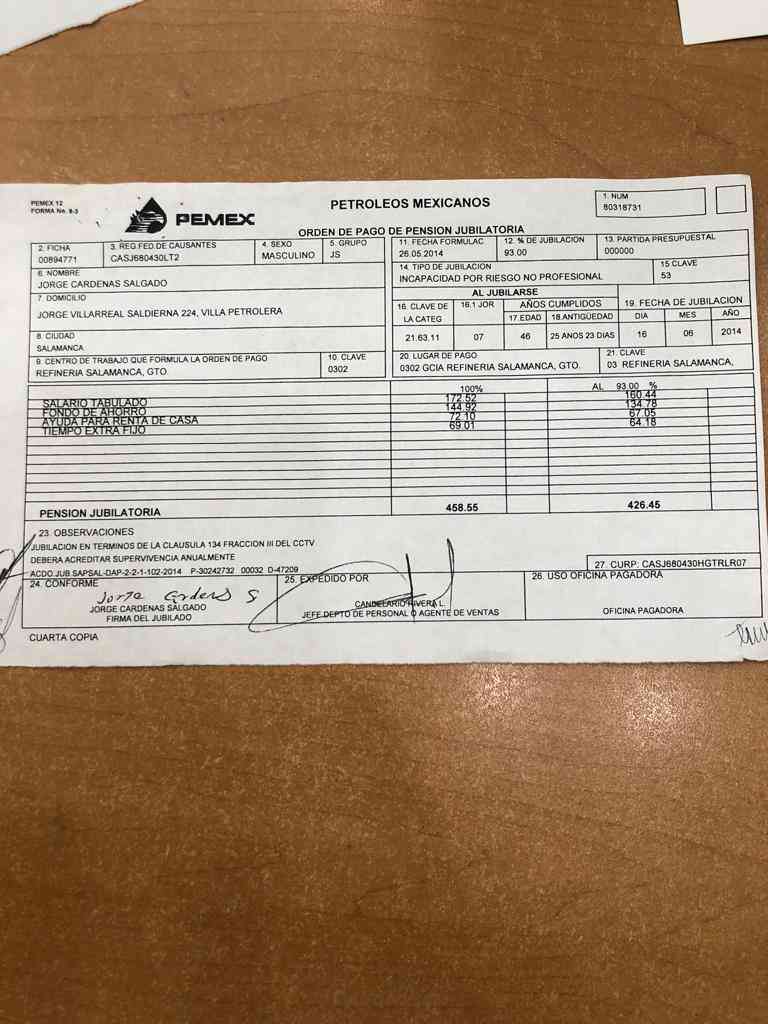 PEMEX 12
FORMA No. 8-3
PEMEX
PETROLEOS MEXICANOS
ORDEN DE PAGO DE PENSION JUBILATORIA
1. NUM
80318731
2. FICHA
00894771
3. REG.FED.DE CAUSANTES
CASJ680430LT2
4. SEXO
MASCULINO
5. GRUPO
JS
11. FECHA FORMULAC.
26.05.2014
12. % DE JUBILACION
93.00
13. PARTIDA PRESUPUESTAL
000000
6. NOMBRE
JORGE CARDENAS SALGADO
14. TIPO DE JUBILACION
INCAPACIDAD POR RIESGO NO PROFESIONAL
15 CLAVE
53
7. DOMICILIO
JORGE VILLARREAL SALDIERNA 224, VILLA PETROLERA
AL JUBILARSE
16. CLAVE DE LA CATEG
21.63.11
16.1 JOR
07
AÑOS CUMPLIDOS
17.EDAD
46
18.ANTIGÜEDAD
25 ANOS 23 DIAS
19. FECHA DE JUBILACION
DIA MES AÑO
16 06 2014
8. CIUDAD
SALAMANCA
9. CENTRO DE TRABAJO QUE FORMULA LA ORDEN DE PAGO
REFINERIA SALAMANCA, GTO.
10. CLAVE
0302
20. LUGAR DE PAGO
0302 GCIA REFINERIA SALAMANCA, GTO.
21. CLAVE
03 REFINERIA SALAMANCA,
100% AL 93.00 %
SALARIO TABULADO 172.52 160.44
FONDO DE AHORRO 144.92 134.78
AYUDA PARA RENTA DE CASA 72.10 67.05
TIEMPO EXTRA FIJO 69.01 64.18
PENSION JUBILATORIA 458.55 426.45
23. OBSERVACIONES
JUBILACION EN TERMINOS DE LA CLAUSULA 134 FRACCION III DEL CCTV
DEBERA ACREDITAR SUPERVIVENCIA ANUALMENTE
ACDO.JUB SAPSAL-DAP-2-2-1-102-2014 P-30242732 00032 D-47209
27. CURP: CASJ680430HGTRLR07
24. CONFORME
Jorge Cardenas S
JORGE CARDENAS SALGADO
FIRMA DEL JUBILADO
25. EXPEDIDO POR
CANDELARIO RIVERA L.
JEFE DEPTO DE PERSONAL O AGENTE DE VENTAS
26. USO OFICINA PAGADORA
OFICINA PAGADORA
CUARTA COPIA